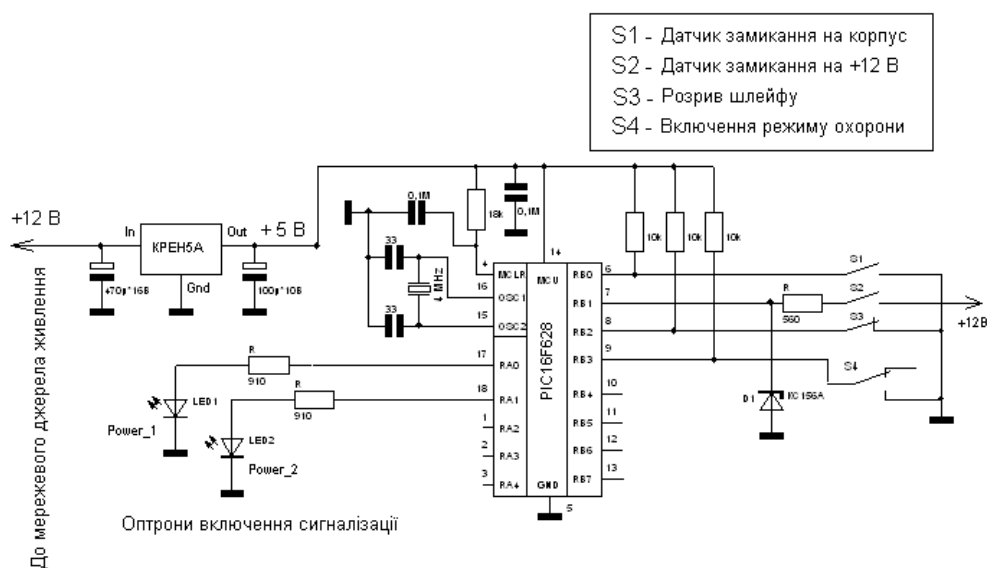 S1 - Датчик замикання на корпус
S2 - Датчик замикання на +12 В
S3 - Розрив шлейфу
S4 - Включення режиму охорони
+12 В
In
КРЕН5А
Out
+5 В
Gnd
470µ*16В
100µ*10В
До мережевого джерела живлення
0,1М
18k
0,1М
33
33
4 MHz
10k
10k
10k
14
4
MCLR
16
OSC1
15
OSC2
17
RA0
18
RA1
1
RA2
2
RA3
3
RA4
MCU
PIC16F628
GND
5
RB0
6
RB1
7
RB2
8
RB3
9
RB4
10
RB5
11
RB6
12
RB7
13
S1
R
560
S2
+12В
S3
S4
D1
КС156А
R
910
R
910
LED1
Power_1
LED2
Power_2
Оптрони включення сигналізації